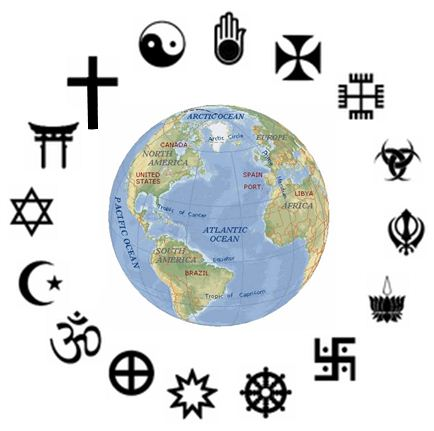 ARCTIC OCEAN
Arctic Circle
EUROPE
CANADA
NORTH
AMERICA
UNITED
STATES
SPAIN
PORT.
LIBYA
AFRICA
Tropic of Cancer
PACIFIC OCEAN
ATLANTIC
OCEAN
SOUTH
AMERICA
Equator
BRAZIL
Tropic of Capricorn
ॐ